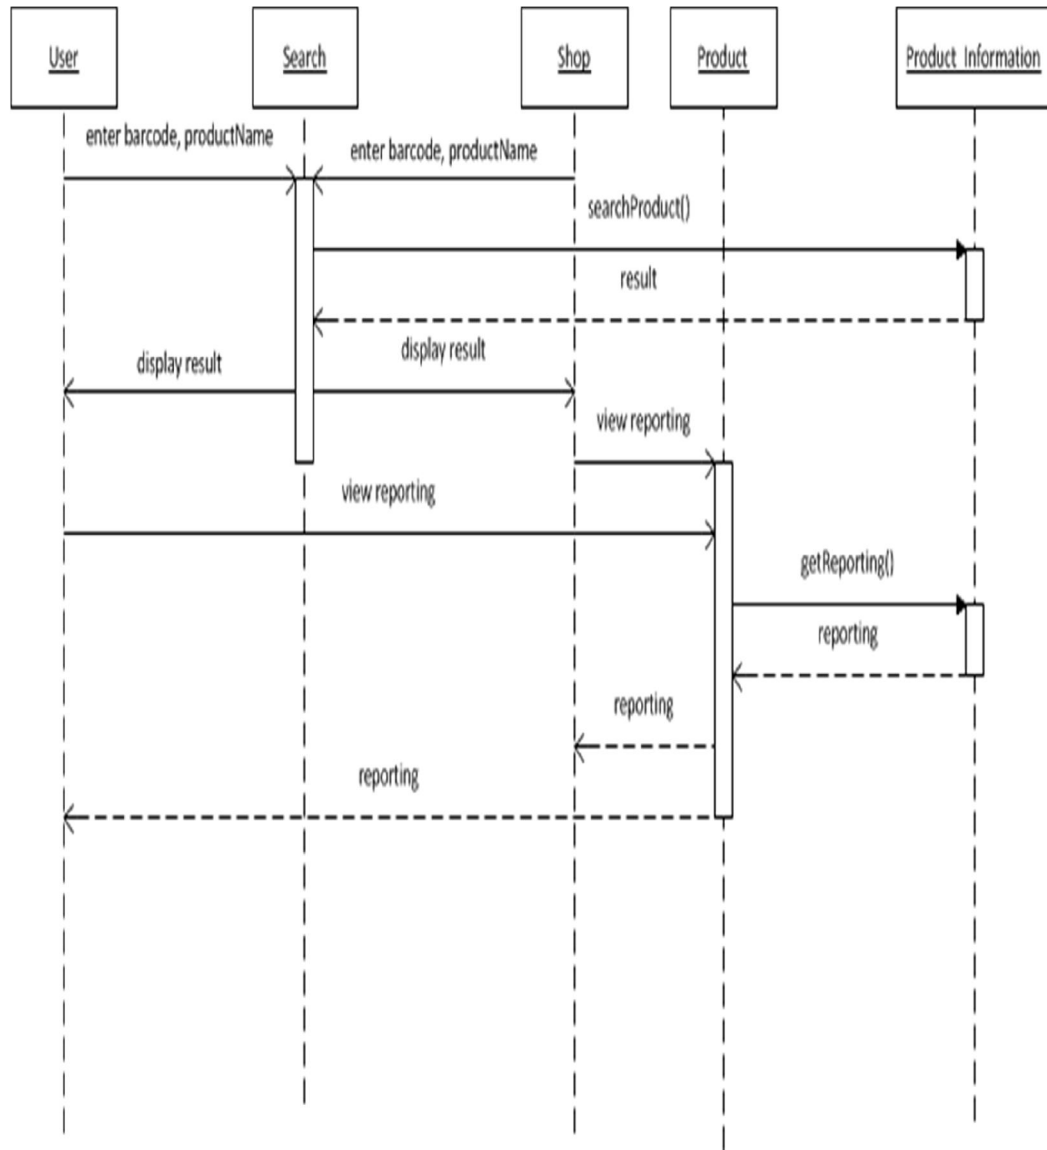 User
Search
Shop
Product
Product Information
enter barcode, productName
enter barcode, productName
searchProduct()
result
display result
display result
view reporting
view reporting
getReporting()
reporting
reporting
reporting